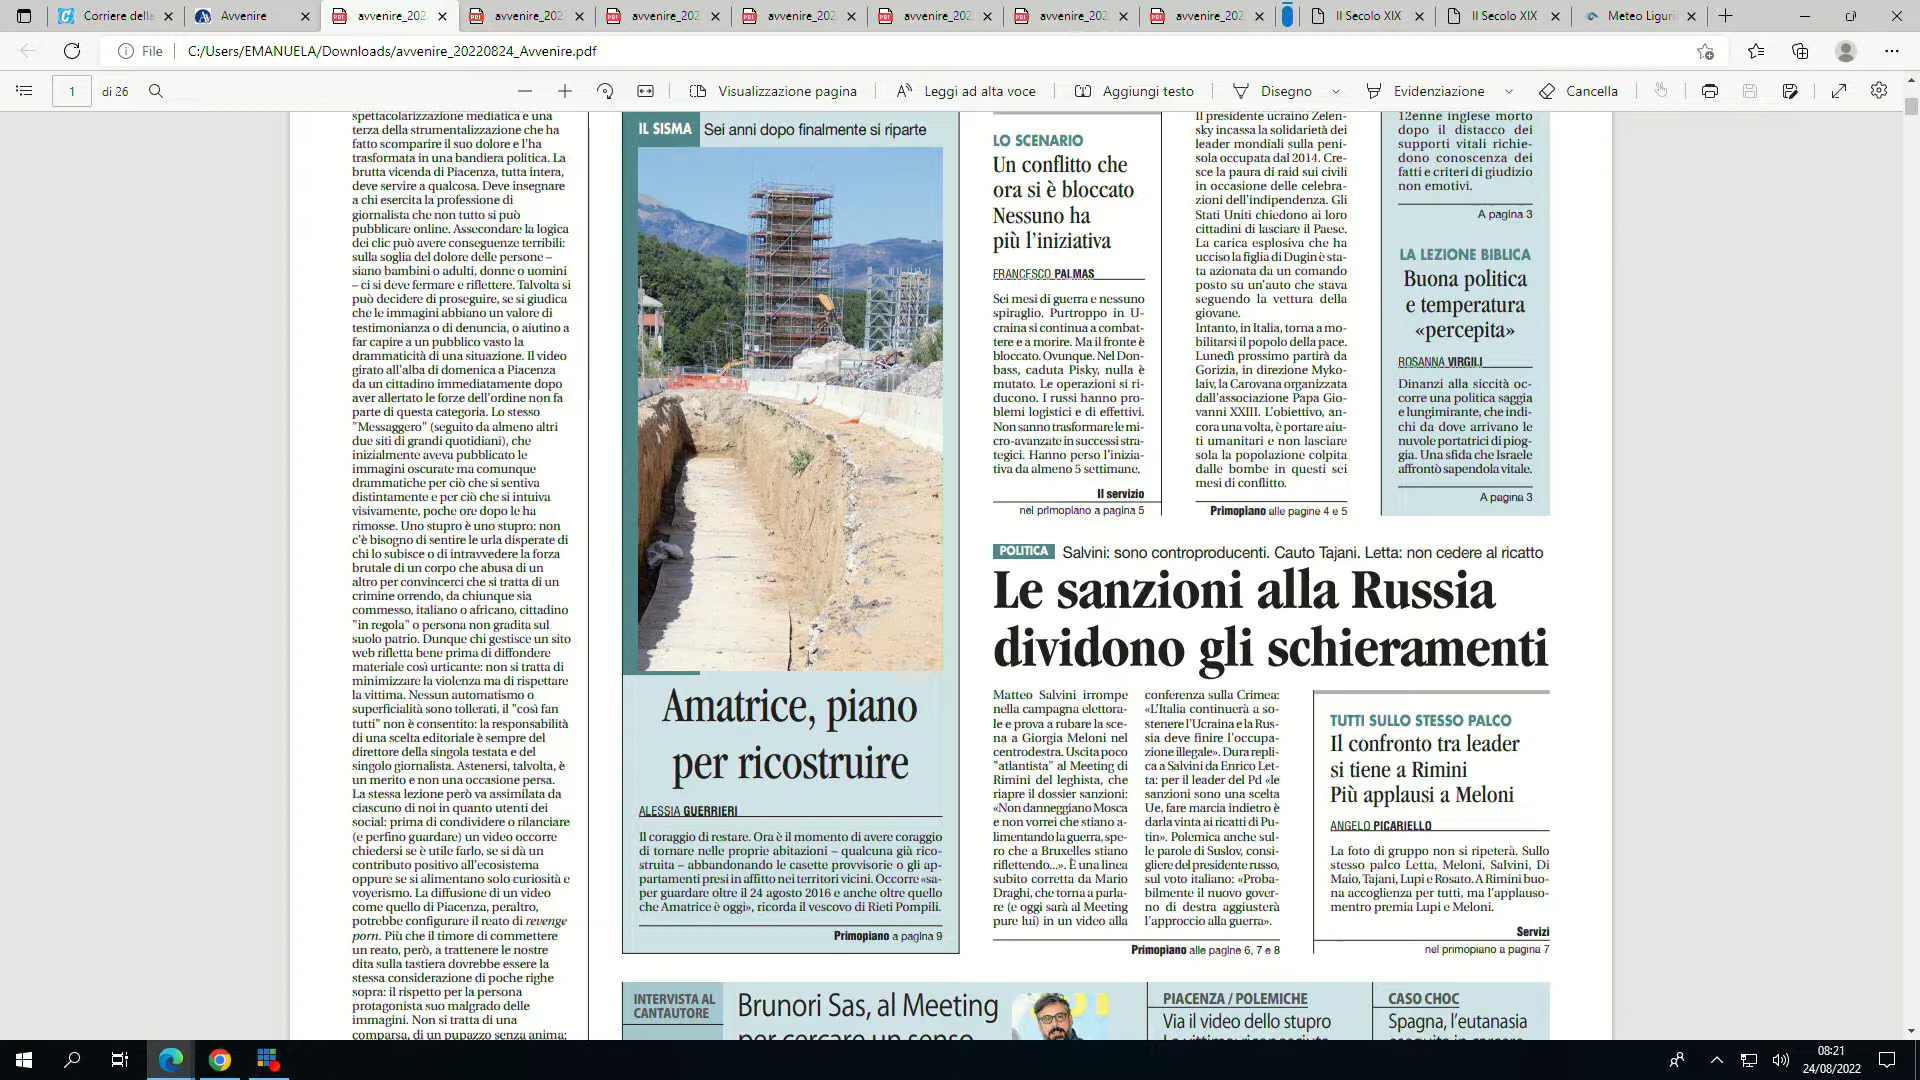 Corriere della
Avvenire
avvenire_202
avvenire_202
avvenire_202
avvenire_202
avvenire_202
avvenire_202
avvenire_202
Il Secolo XIX
Il Secolo XIX
Meteo Liguri
File
C:/Users/EMANUELA/Downloads/avvenire_20220824_Avvenire.pdf
1
di 26
Visualizzazione pagina
Leggi ad alta voce
Aggiungi testo
Disegno
Evidenziazione
Cancella
spettacolarizzazione mediatica e una
terza della strumentalizzazione che ha
fatto scomparire il suo dolore e l'ha
trasformata in una bandiera politica. La
brutta vicenda di Piacenza, tutta intera,
deve servire a qualcosa. Deve insegnare
a chi esercita la professione di
giornalista che non tutto si può
pubblicare online. Assecondare la logica
dei clic può avere conseguenze terribili:
sulla soglia del dolore delle persone –
siano bambini o adulti, donne o uomini
– ci si deve fermare e riflettere. Talvolta si
può decidere di proseguire, se si giudica
che le immagini abbiano un valore di
testimonianza o di denuncia, o aiutino a
far capire a un pubblico vasto la
drammaticità di una situazione. Il video
girato all'alba di domenica a Piacenza
da un cittadino immediatamente dopo
aver allertato le forze dell'ordine non fa
parte di questa categoria. Lo stesso
"Messaggero" (seguito da almeno altri
due siti di grandi quotidiani), che
inizialmente aveva pubblicato le
immagini oscurate ma comunque
drammatiche per ciò che si sentiva
distintamente e per ciò che si intuiva
visivamente, poche ore dopo le ha
rimosse. Uno stupro è uno stupro: non
c'è bisogno di sentire le urla disperate di
chi lo subisce o di intravvedere la forza
brutale di un corpo che abusa di un
altro per convincerci che si tratta di un
crimine orrendo, da chiunque sia
commesso, italiano o africano, cittadino
"in regola" o persona non gradita sul
suolo patrio. Dunque chi gestisce un sito
web rifletta bene prima di diffondere
materiale così urticante: non si tratta di
minimizzare la violenza ma di rispettare
la vittima. Nessun automatismo o
superficialità sono tollerati, il "così fan
tutti" non è consentito: la responsabilità
di una scelta editoriale è sempre del
direttore della singola testata e del
singolo giornalista. Astenersi, talvolta, è
un merito e non una occasione persa.
La stessa lezione però va assimilata da
ciascuno di noi in quanto utenti dei
social: prima di condividere o rilanciare
(e perfino guardare) un video occorre
chiedersi se è utile farlo, se si dà un
contributo positivo all'ecosistema
oppure se si alimentano solo curiosità e
voyerismo. La diffusione di un video
come quello di Piacenza, peraltro,
potrebbe configurare il reato di revenge
porn. Più che il timore di commettere
un reato, però, a trattenere le nostre
dita sulla tastiera dovrebbe essere la
stessa considerazione di poche righe
sopra: il rispetto per la persona
protagonista suo malgrado delle
immagini. Non si tratta di una
comparsa, di un pupazzo senza anima:
IL SISMA Sei anni dopo finalmente si riparte
Amatrice, piano
per ricostruire
ALESSIA GUERRIERI
Il coraggio di restare. Ora è il momento di avere coraggio
di tornare nelle proprie abitazioni – qualcuna già rico-
struita – abbandonando le casette provvisorie o gli ap-
partamenti presi in affitto nei territori vicini. Occorre «sa-
per guardare oltre il 24 agosto 2016 e anche oltre quello
che Amatrice è oggi», ricorda il vescovo di Rieti Pompili.
Primopiano a pagina 9
LO SCENARIO
Un conflitto che
ora si è bloccato
Nessuno ha
più l'iniziativa
FRANCESCO PALMAS
Sei mesi di guerra e nessuno
spiraglio. Purtroppo in U-
craina si continua a combat-
tere e a morire. Ma il fronte è
bloccato. Ovunque. Nel Don-
bass, caduta Pisky, nulla è
mutato. Le operazioni si ri-
ducono. I russi hanno pro-
blemi logistici e di effettivi.
Non sanno trasformare le mi-
cro-avanzate in successi stra-
tegici. Hanno perso l'inizia-
tiva da almeno 5 settimane.
Il servizio
nel primopiano a pagina 5
Il presidente ucraino Zelen-
sky incassa la solidarietà dei
leader mondiali sulla peni-
sola occupata dal 2014. Cre-
sce la paura di raid sui civili
in occasione delle celebra-
zioni dell'indipendenza. Gli
Stati Uniti chiedono ai loro
cittadini di lasciare il Paese.
La carica esplosiva che ha
ucciso la figlia di Dugin è sta-
ta azionata da un comando
posto su un'auto che stava
seguendo la vettura della
giovane.
Intanto, in Italia, torna a mo-
bilitarsi il popolo della pace.
Lunedì prossimo partirà da
Gorizia, in direzione Myko-
laiv, la Carovana organizzata
dall'associazione Papa Gio-
vanni XXIII. L'obiettivo, an-
cora una volta, è portare aiu-
ti umanitari e non lasciare
sola la popolazione colpita
dalle bombe in questi sei
mesi di conflitto.
Primopiano alle pagine 4 e 5
12enne inglese morto
dopo il distacco dei
supporti vitali richie-
dono conoscenza dei
fatti e criteri di giudizio
non emotivi.
A pagina 3
LA LEZIONE BIBLICA
Buona politica
e temperatura
«percepita»
ROSANNA VIRGILI
Dinanzi alla siccità oc-
corre una politica saggia
e lungimirante, che indi-
chi da dove arrivano le
nuvole portatrici di piog-
gia. Una sfida che Israele
affrontò sapendola vitale.
A pagina 3
POLITICA Salvini: sono controproducenti. Cauto Tajani. Letta: non cedere al ricatto
Le sanzioni alla Russia
dividono gli schieramenti
Matteo Salvini irrompe
nella campagna elettora-
le e prova a rubare la sce-
na a Giorgia Meloni nel
centrodestra. Uscita poco
"atlantista" al Meeting di
Rimini del leghista, che
riapre il dossier sanzioni:
«Non danneggiano Mosca
e non vorrei che stiano a-
limentando la guerra, spe-
ro che a Bruxelles stiano
riflettendo...». È una linea
subito corretta da Mario
Draghi, che torna a parla-
re (e oggi sarà al Meeting
pure lui) in un video alla
conferenza sulla Crimea:
«L'Italia continuerà a so-
stenere l'Ucraina e la Rus-
sia deve finire l'occupa-
zione illegale». Dura repli-
ca a Salvini da Enrico Let-
ta: per il leader del Pd «le
sanzioni sono una scelta
Ue, fare marcia indietro è
darla vinta ai ricatti di Pu-
tin». Polemica anche sul-
le parole di Suslov, consi-
gliere del presidente russo,
sul voto italiano: «Proba-
bilmente il nuovo gover-
no di destra aggiusterà
l'approccio alla guerra».
Primopiano alle pagine 6, 7 e 8
TUTTI SULLO STESSO PALCO
Il confronto tra leader
si tiene a Rimini
Più applausi a Meloni
ANGELO PICARIELLO
La foto di gruppo non si ripeterà. Sullo
stesso palco Letta, Meloni, Salvini, Di
Maio, Tajani, Lupi e Rosato. A Rimini buo-
na accoglienza per tutti, ma l'applauso-
mentro premia Lupi e Meloni.
Servizi
nel primopiano a pagina 7
INTERVISTA AL
CANTAUTORE
Brunori Sas, al Meeting
per cercare un senso
PIACENZA / POLEMICHE
Via il video dello stupro
CASO CHOC
Spagna, l'eutanasia
08:21
24/08/2022